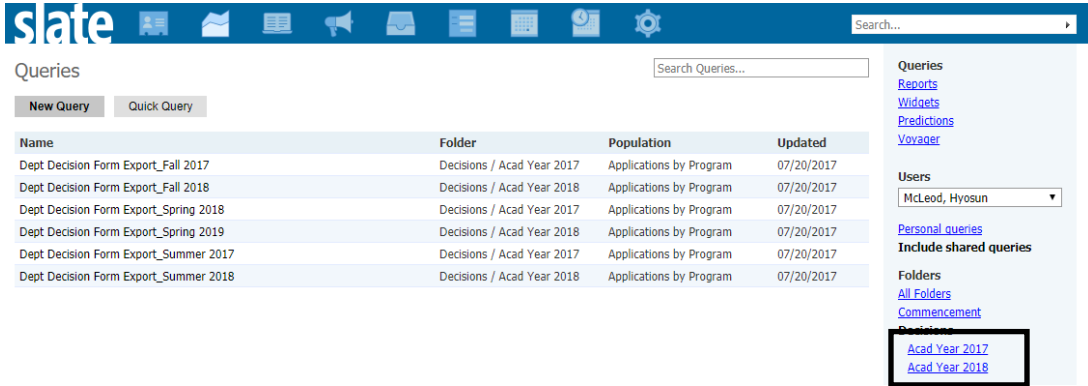 slate
Search...
Queries
Search Queries...
New Query Quick Query
Name Folder Population Updated
Dept Decision Form Export_Fall 2017 Decisions / Acad Year 2017 Applications by Program 07/20/2017
Dept Decision Form Export_Fall 2018 Decisions / Acad Year 2018 Applications by Program 07/20/2017
Dept Decision Form Export_Spring 2018 Decisions / Acad Year 2017 Applications by Program 07/20/2017
Dept Decision Form Export_Spring 2019 Decisions / Acad Year 2018 Applications by Program 07/20/2017
Dept Decision Form Export_Summer 2017 Decisions / Acad Year 2017 Applications by Program 07/20/2017
Dept Decision Form Export_Summer 2018 Decisions / Acad Year 2018 Applications by Program 07/20/2017
Queries
Reports
Widgets
Predictions
Voyager
Users
McLeod, Hyosun
Personal queries
Include shared queries
Folders
All Folders
Commencement
Decisions
Acad Year 2017
Acad Year 2018